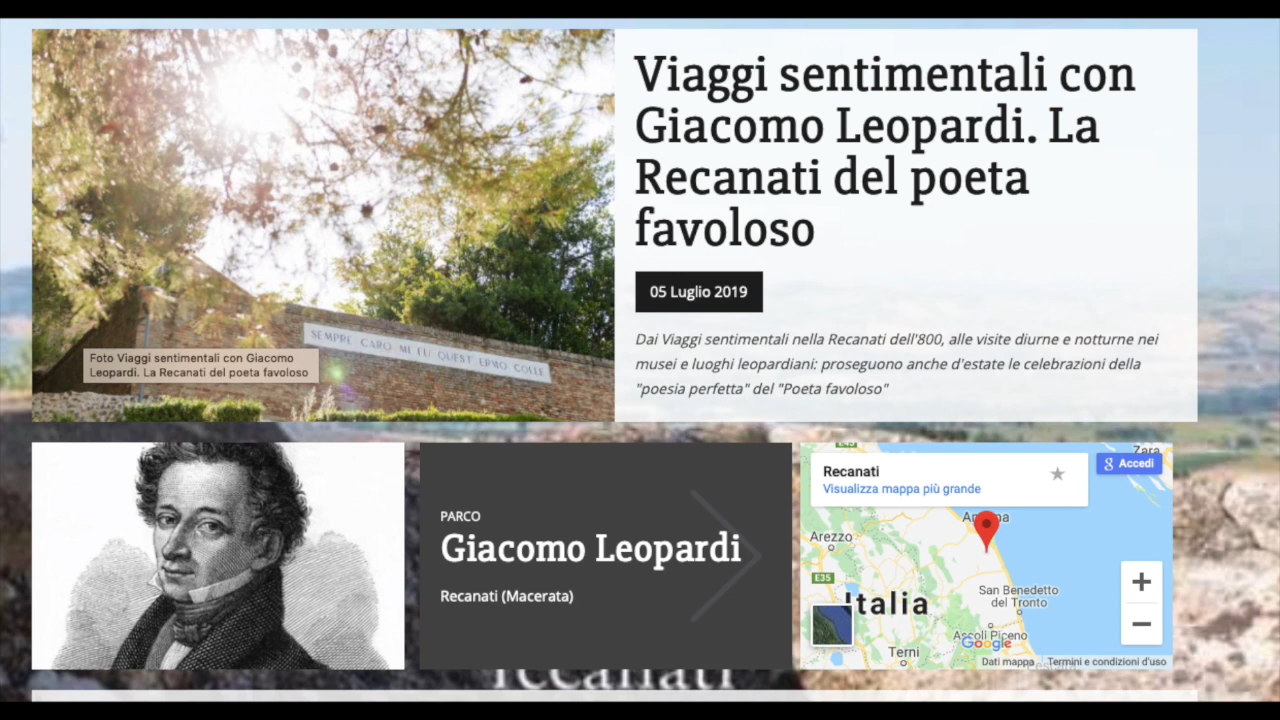 Viaggi sentimentali con
Giacomo Leopardi. La
Recanati del poeta
favoloso
05 Luglio 2019
Dai Viaggi sentimentali nella Recanati dell'800, alle visite diurne e notturne nei
musei e luoghi leopardiani: proseguono anche d'estate le celebrazioni della
"poesia perfetta" del "Poeta favoloso"
SEMPRE CARO MI FU QUEST'ERMO COLLE
Foto Viaggi sentimentali con Giacomo
Leopardi. La Recanati del poeta favoloso
PARCO
Giacomo Leopardi
Recanati (Macerata)
Recanati
Visualizza mappa più grande
Accedi
Zara
Arezzo
E35
Italia
San Benedetto
del Tronto
Ascoli Piceno
Google
Terni
Dati mappa
Termini e condizioni d'uso
recanati